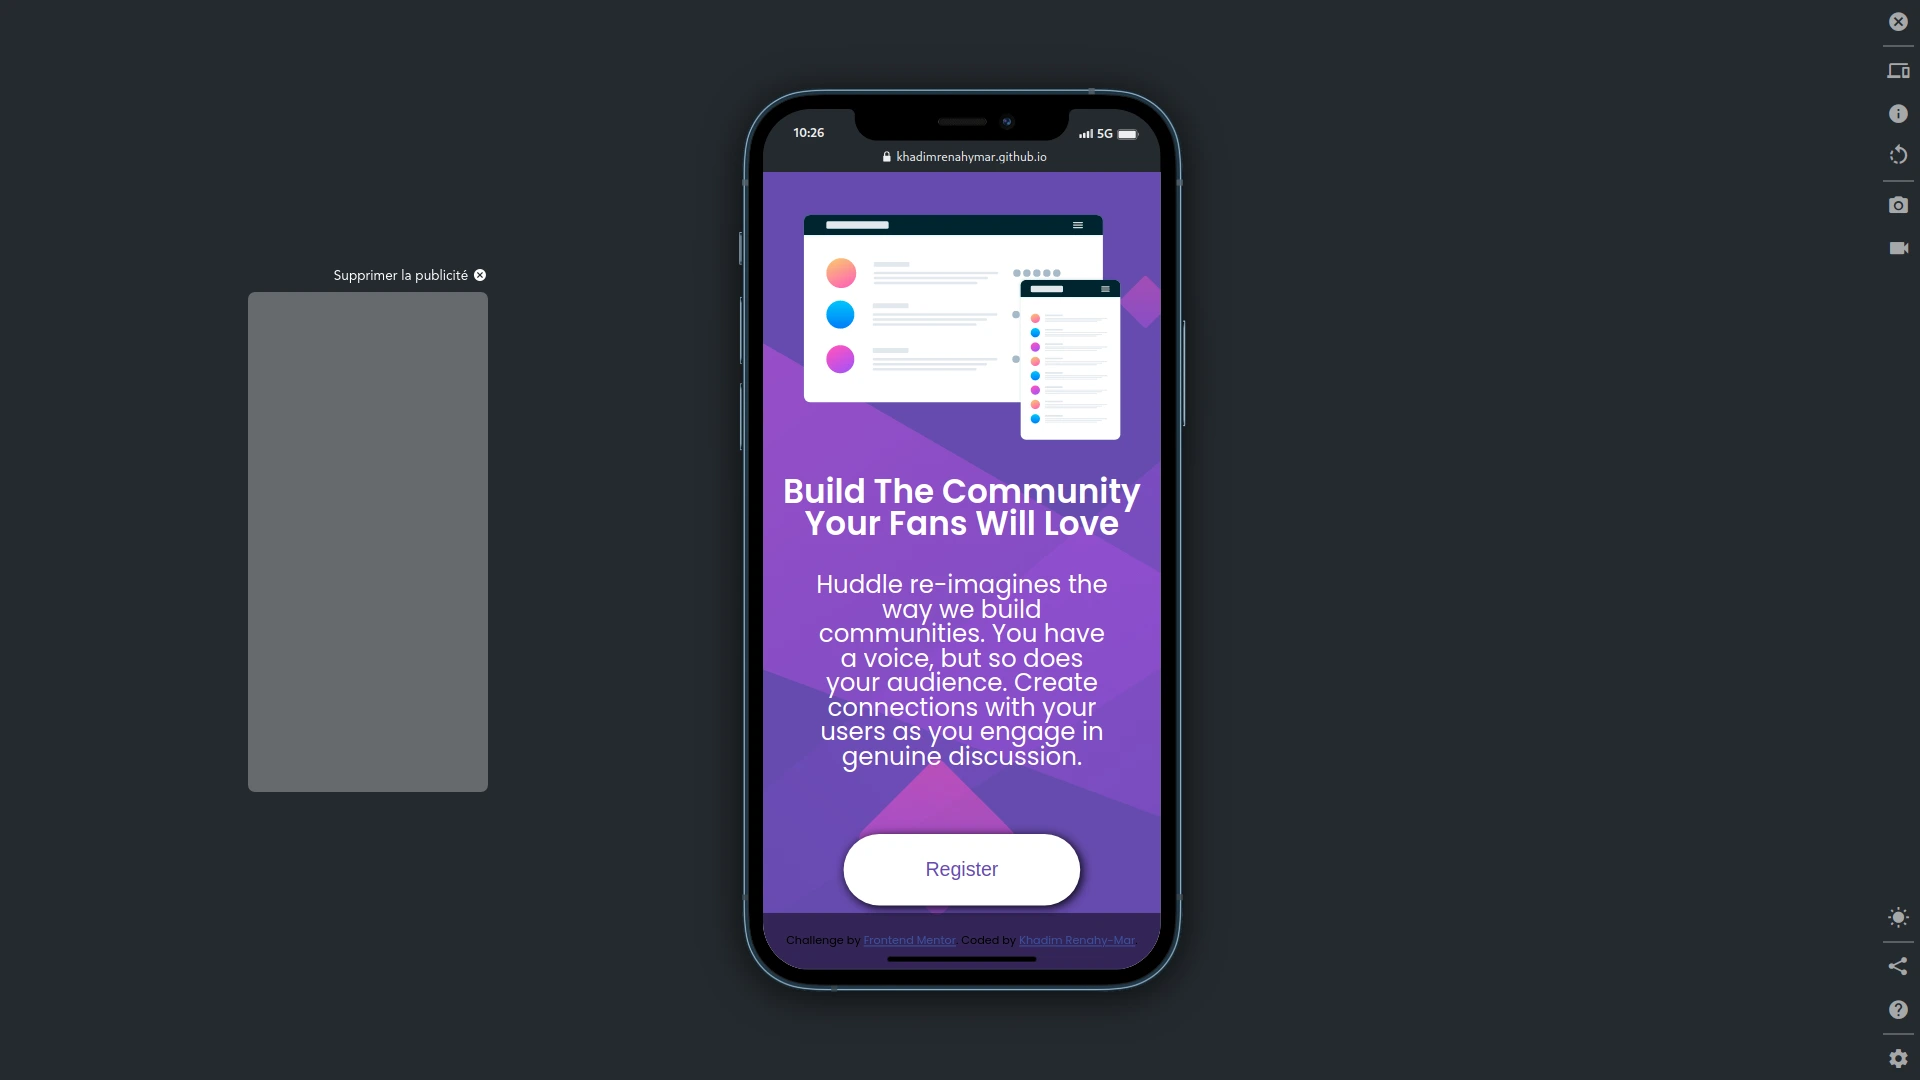 Supprimer la publicité
10:26
5G
khadimrenahymar.github.io
Build The Community
Your Fans Will Love
Huddle re-imagines the
way we build
communities. You have
a voice, but so does
your audience. Create
connections with your
users as you engage in
genuine discussion.
Register
Challenge by Frontend Mentor. Coded by Khadim Renahy-Mar.